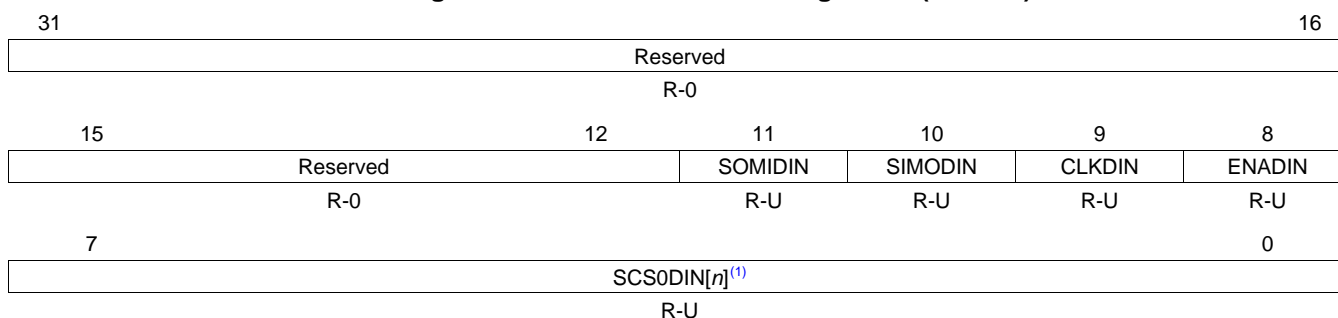 31 16
Reserved
R-0
15 12 11 10 9 8
Reserved SOMIDIN SIMODIN CLKDIN ENADIN
R-0 R-U R-U R-U R-U
7 0
SCS0DIN[n](1)
R-U